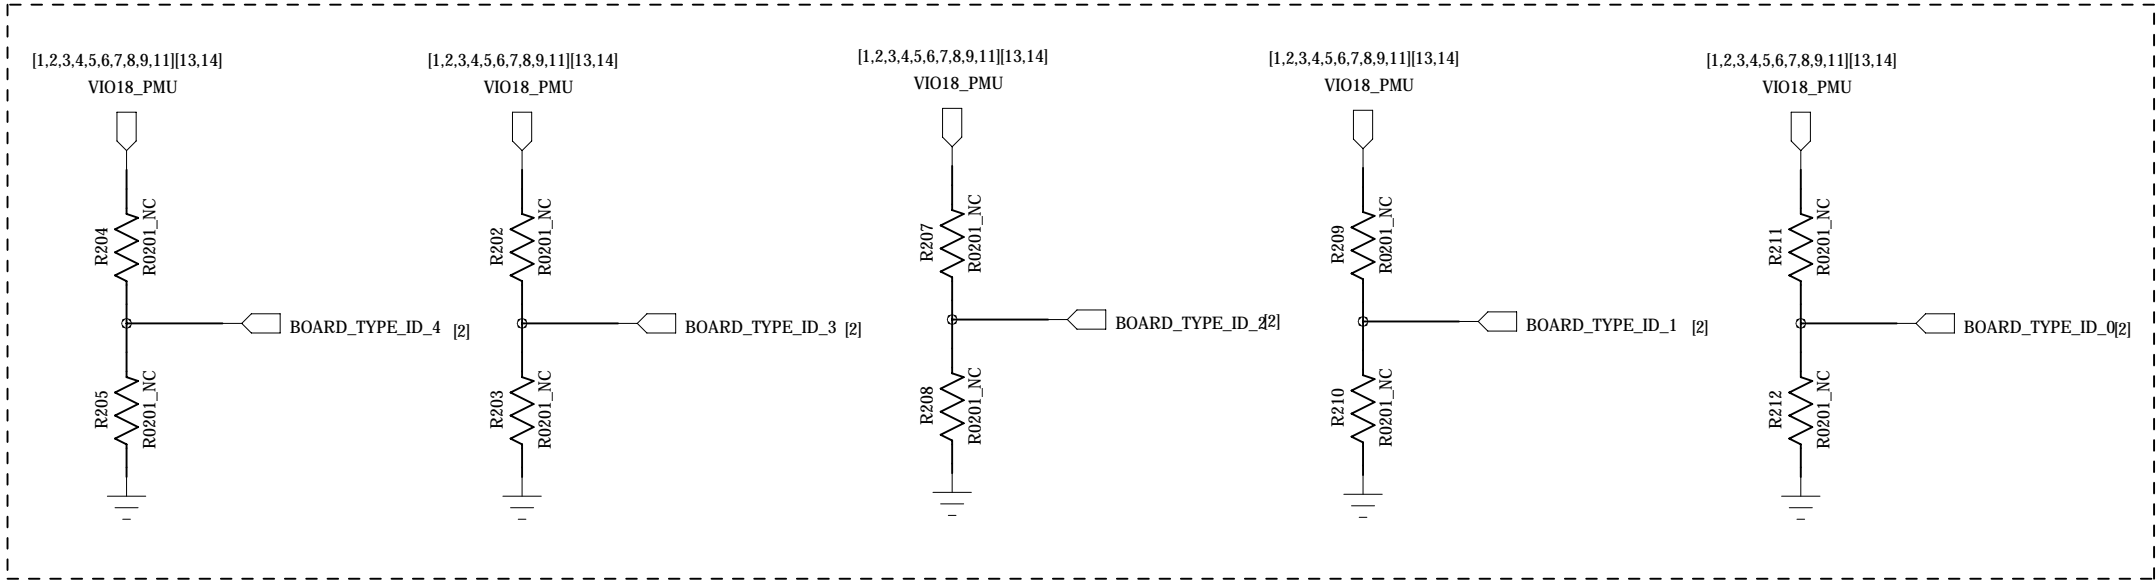 [1,2,3,4,5,6,7,8,9,11][13,14]
VIO18_PMU
R204
R0201_NC
BOARD_TYPE_ID_4 [2]
R205
R0201_NC
[1,2,3,4,5,6,7,8,9,11][13,14]
VIO18_PMU
R202
R0201_NC
BOARD_TYPE_ID_3 [2]
R203
R0201_NC
[1,2,3,4,5,6,7,8,9,11][13,14]
VIO18_PMU
R207
R0201_NC
BOARD_TYPE_ID_2[2]
R208
R0201_NC
[1,2,3,4,5,6,7,8,9,11][13,14]
VIO18_PMU
R209
R0201_NC
BOARD_TYPE_ID_1 [2]
R210
R0201_NC
[1,2,3,4,5,6,7,8,9,11][13,14]
VIO18_PMU
R211
R0201_NC
BOARD_TYPE_ID_0[2]
R212
R0201_NC